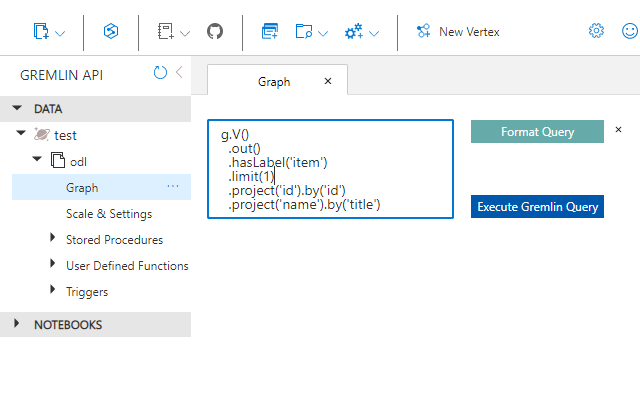 New Vertex
GREMLIN API
Graph ×
DATA
test
odl
Graph ...
Scale & Settings
Stored Procedures
User Defined Functions
Triggers
NOTEBOOKS
g.V()
.out()
.hasLabel('item')
.limit(1)
.project('id').by('id')
.project('name').by('title')
Format Query ×
Execute Gremlin Query